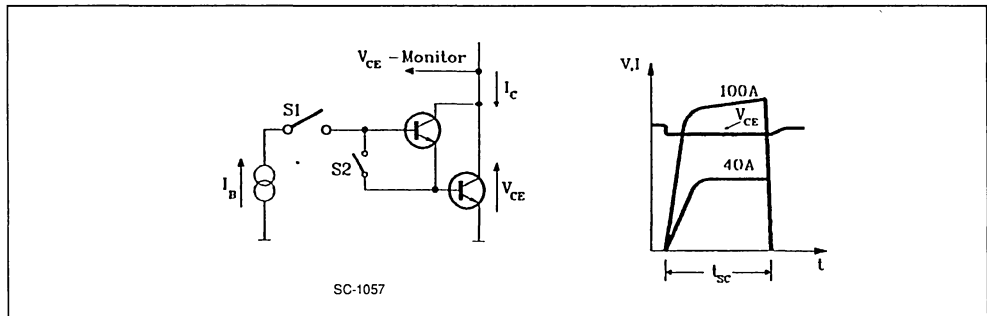 V_CE - Monitor
I_C
S1
S2
I_B
V_CE
SC-1057
V,I
100A
V_CE
40A
t
t_SC